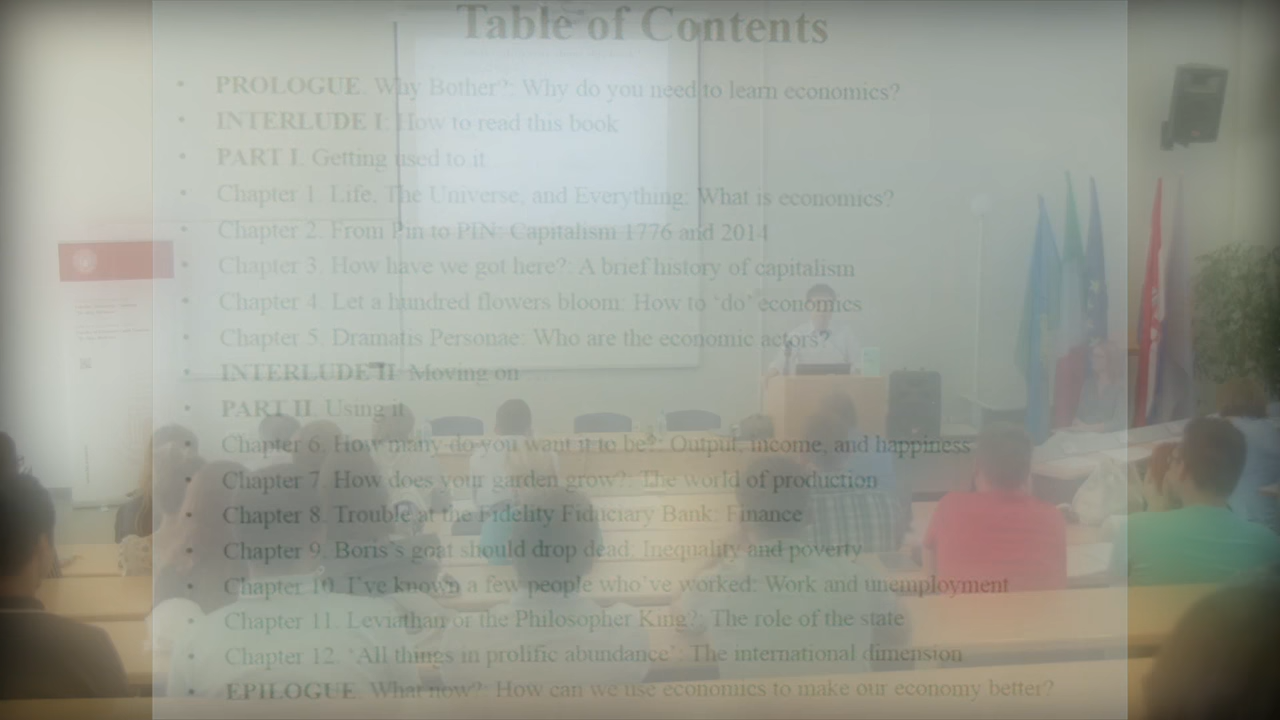 Table of Contents
• PROLOGUE. Why Bother?: Why do you need to learn economics?
• INTERLUDE I: How to read this book
• PART I. Getting used to it
• Chapter 1. Life, The Universe, and Everything: What is economics?
• Chapter 2. From Pin to PIN: Capitalism 1776 and 2014
• Chapter 3. How have we got here?: A brief history of capitalism
• Chapter 4. Let a hundred flowers bloom: How to ‘do’ economics
• Chapter 5. Dramatis Personae: Who are the economic actors?
• INTERLUDE II: Moving on ...
• PART II. Using it
• Chapter 6. How many do you want it to be?: Output, income, and happiness
• Chapter 7. How does your garden grow?: The world of production
• Chapter 8. Trouble at the Fidelity Fiduciary Bank: Finance
• Chapter 9. Boris’s goat should drop dead: Inequality and poverty
• Chapter 10. I’ve known a few people who’ve worked: Work and unemployment
• Chapter 11. Leviathan or the Philosopher King?: The role of the state
• Chapter 12. ‘All things in prolific abundance’: The international dimension
• EPILOGUE. What now?: How can we use economics to make our economy better?